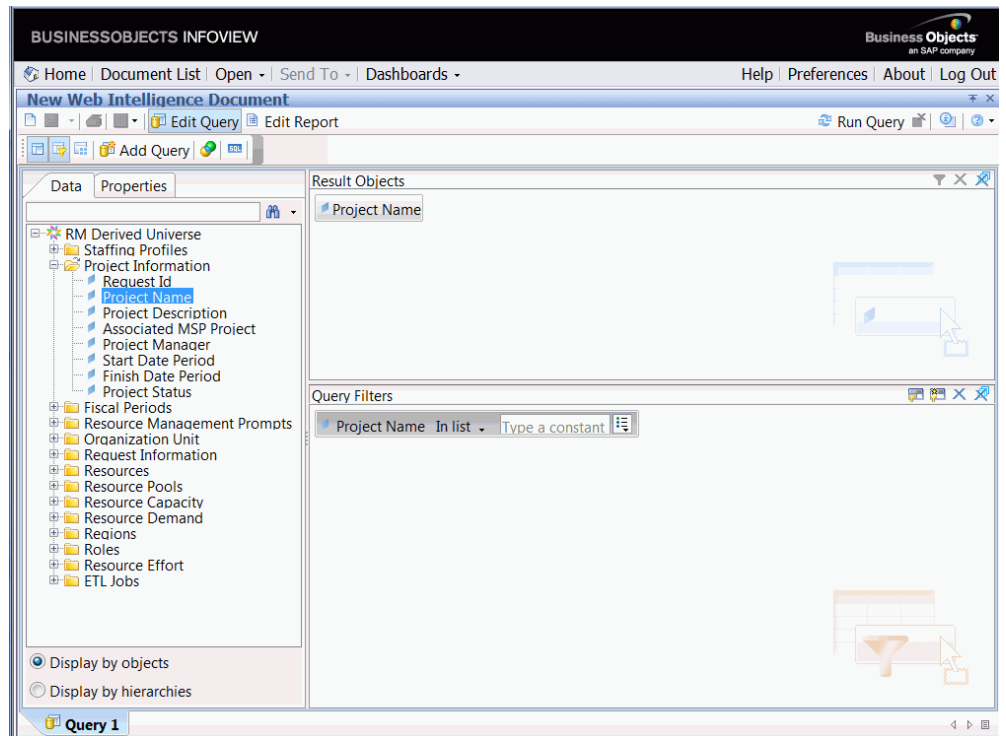 BUSINESSOBJECTS INFOVIEW
Business Objects
an SAP company
Home | Document List | Open | Send To | Dashboards
Help | Preferences | About | Log Out
New Web Intelligence Document
Edit Query Edit Report
Run Query
Add Query SQL
Data Properties
Result Objects
Project Name
RM Derived Universe
Staffing Profiles
Project Information
Request Id
Project Name
Project Description
Associated MSP Project
Project Manager
Start Date Period
Finish Date Period
Project Status
Fiscal Periods
Resource Management Prompts
Organization Unit
Request Information
Resources
Resource Pools
Resource Capacity
Resource Demand
Regions
Roles
Resource Effort
ETL Jobs
Query Filters
Project Name In list Type a constant
Display by objects
Display by hierarchies
Query 1